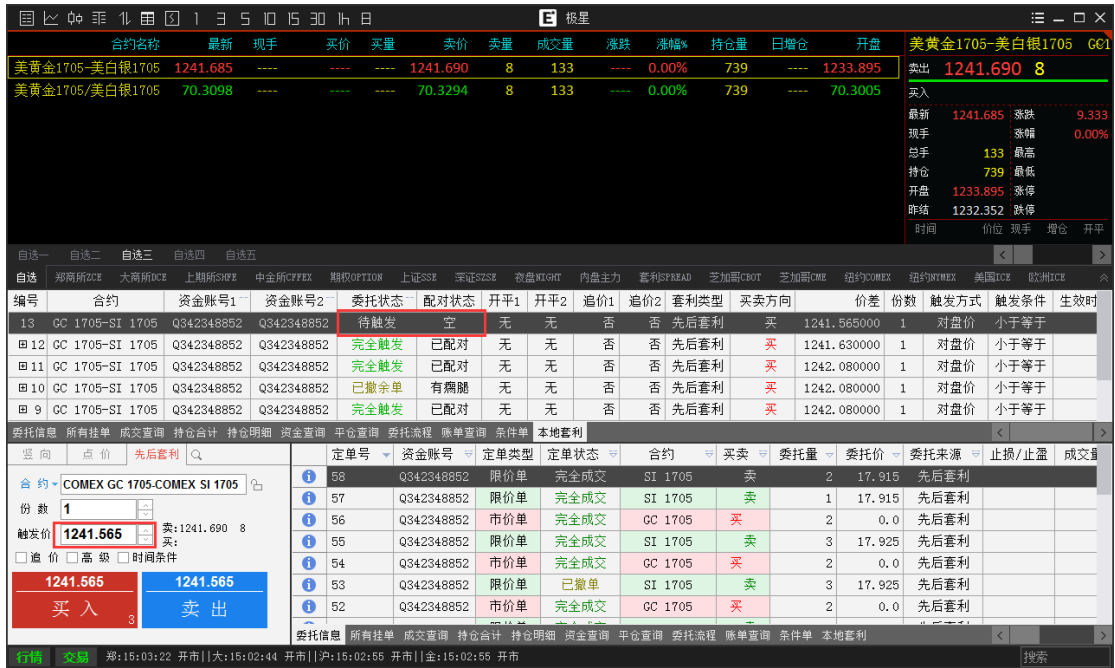 1 3 5 10 15 30 1h 日 E 极星
合约名称 最新 现手 买价 买量 卖价 卖量 成交量 涨跌 涨幅% 持仓量 日增仓 开盘
美黄金1705-美白银1705 1241.685 ---- ---- ---- 1241.690 8 133 ---- 0.00% 739 ---- 1233.895
美黄金1705/美白银1705 70.3098 ---- ---- ---- 70.3294 8 133 ---- 0.00% 739 ---- 70.3005
美黄金1705-美白银1705
卖出 1241.690 8
买入
最新 1241.685 涨跌 9.333
现手 涨幅 0.00%
总手 133 最高
持仓 739 最低
开盘 1233.895 涨停
昨结 1232.352 跌停
时间 价位 现手 增仓 开平
自选一 自选二 自选三 自选四 自选五
自选 郑商所ZCE 大商所DCE 上期所SHFE 中金所CFFEX 期权OPTION 上证SSE 深证SZSE 夜盘NIGHT 内盘主力 套利SPREAD 芝加哥CBOT 芝加哥CME 纽约COMEX 纽约NYMEX 美国ICE 欧洲ICE
编号 合约 资金账号1 资金账号2 委托状态 配对状态 开平1 开平2 追价1 追价2 套利类型 买卖方向 价差 份数 触发方式 触发条件 生效时
13 GC 1705-SI 1705 Q342348852 Q342348852 待触发 空 无 无 否 否 先后套利 买 1241.565000 1 对盘价 小于等于
12 GC 1705-SI 1705 Q342348852 Q342348852 完全触发 已配对 无 无 否 否 先后套利 买 1241.630000 1 对盘价 小于等于
11 GC 1705-SI 1705 Q342348852 Q342348852 完全触发 已配对 无 无 否 否 先后套利 买 1242.080000 1 对盘价 小于等于
10 GC 1705-SI 1705 Q342348852 Q342348852 已撤余单 有瘸腿 无 无 否 否 先后套利 买 1242.080000 1 对盘价 小于等于
9 GC 1705-SI 1705 Q342348852 Q342348852 完全触发 已配对 无 无 否 否 先后套利 买 1242.080000 1 对盘价 小于等于
委托信息 所有挂单 成交查询 持仓合计 持仓明细 资金查询 平仓查询 委托流程 账单查询 条件单 本地套利
竖 向 点 价 先后套利
合 约 COMEX GC 1705-COMEX SI 1705
份 数 1
触发价 1241.565 卖:1241.690 8
买:
追 价 高 级 时间条件
1241.565 1241.565
买 入 3 卖 出
定单号 资金账号 定单类型 定单状态 合约 买卖 委托量 委托价 委托来源 止损/止盈 成交量
58 Q342348852 限价单 完全成交 SI 1705 卖 2 17.915 先后套利
57 Q342348852 限价单 完全成交 SI 1705 卖 1 17.915 先后套利
56 Q342348852 市价单 完全成交 GC 1705 买 2 0.0 先后套利
55 Q342348852 限价单 完全成交 SI 1705 卖 3 17.925 先后套利
54 Q342348852 市价单 完全成交 GC 1705 买 2 0.0 先后套利
53 Q342348852 限价单 已撤单 SI 1705 卖 3 17.925 先后套利
52 Q342348852 市价单 完全成交 GC 1705 买 2 0.0 先后套利
委托信息 所有挂单 成交查询 持仓合计 持仓明细 资金查询 平仓查询 委托流程 账单查询 条件单 本地套利
行情 交易 郑:15:03:22 开市||大:15:02:44 开市||沪:15:02:55 开市||金:15:02:55 开市 搜索